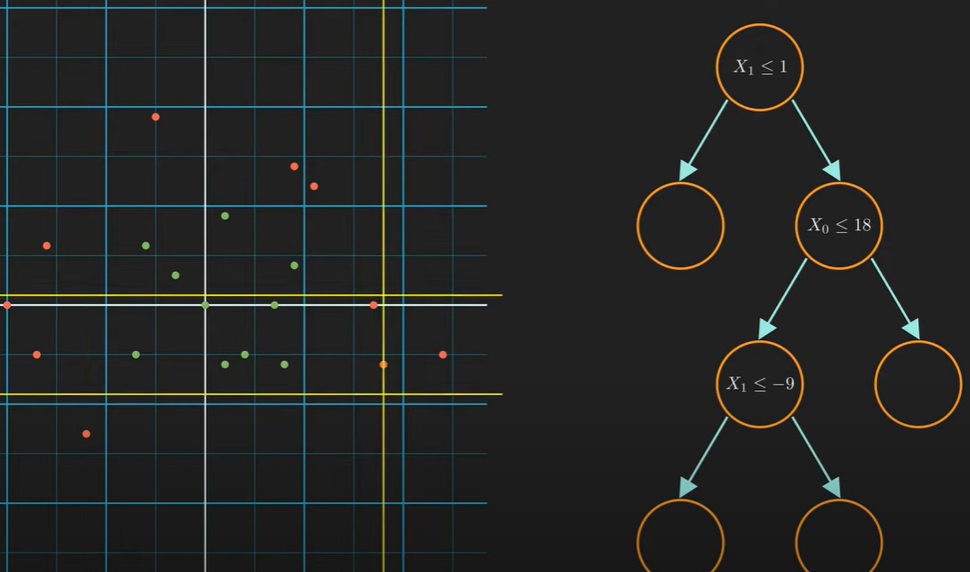 X₁ ≤ 1
X₀ ≤ 18
X₁ ≤ −9